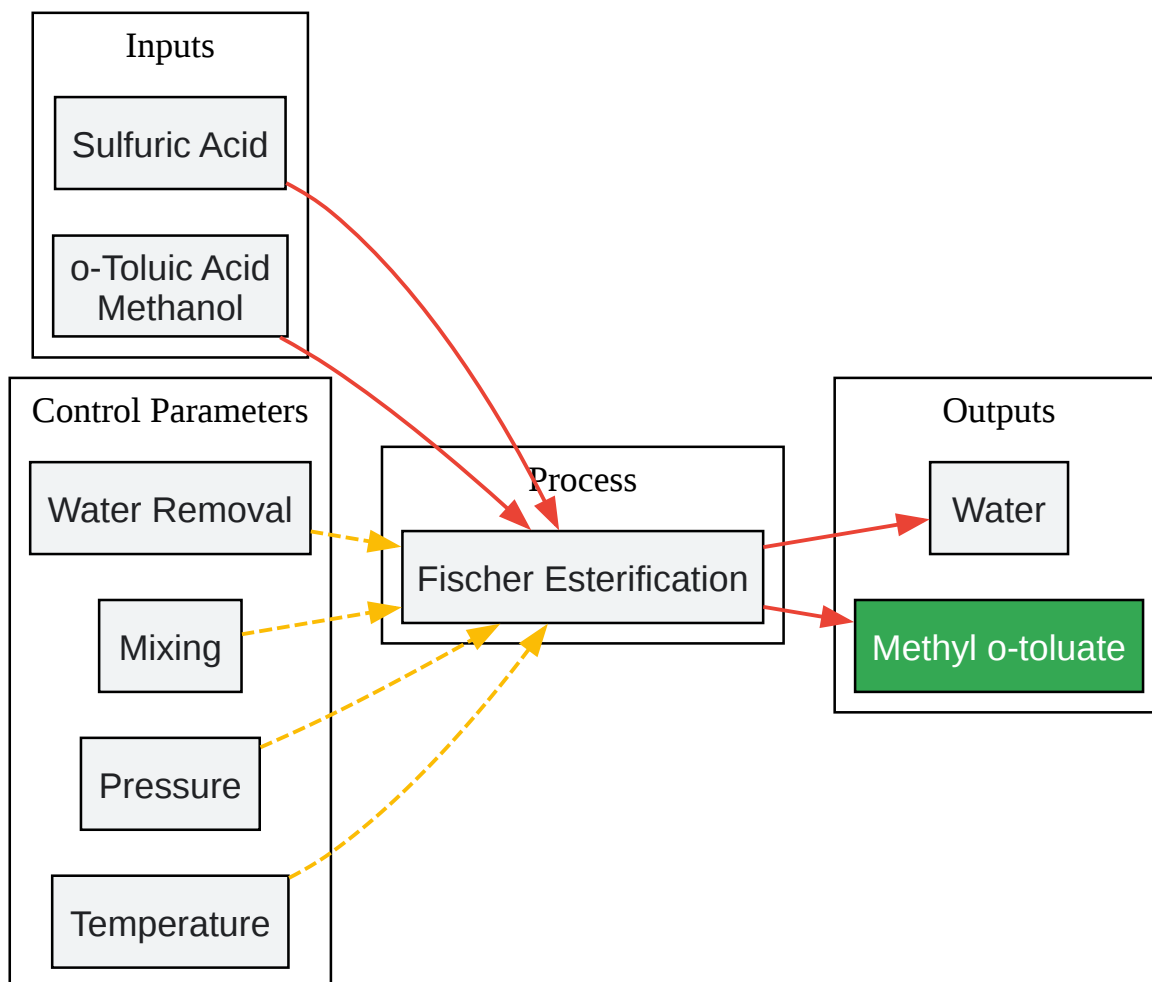 Inputs
Sulfuric Acid
o-Toluic Acid
Methanol
Control Parameters
Water Removal
Mixing
Pressure
Temperature
Process
Fischer Esterification
Outputs
Water
Methyl o-toluate